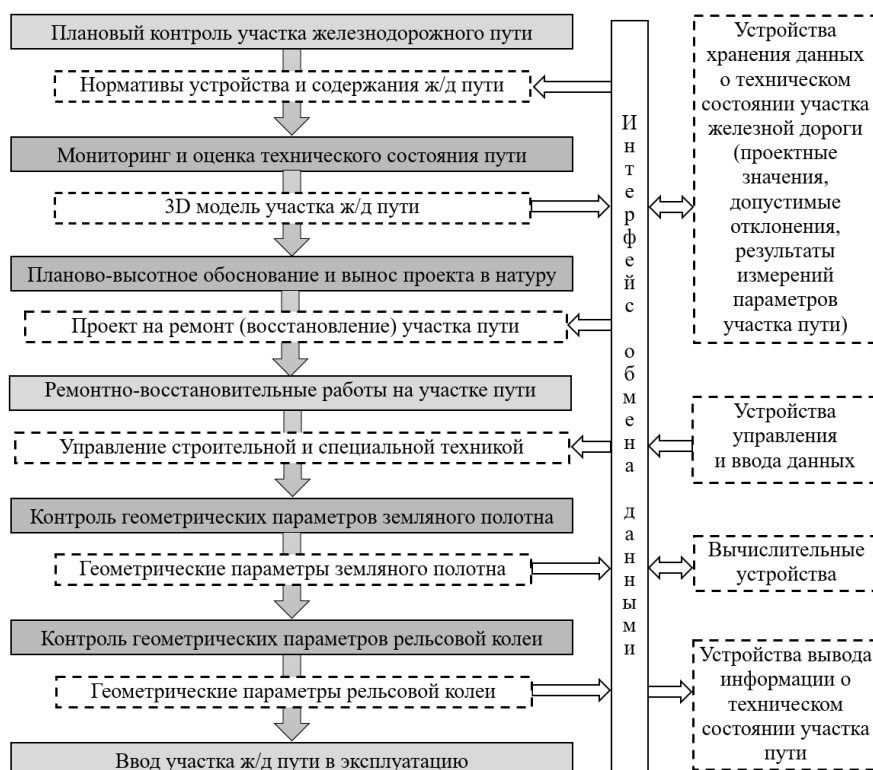 Плановый контроль участка железнодорожного пути
Нормативы устройства и содержания ж/д пути
Мониторинг и оценка технического состояния пути
3D модель участка ж/д пути
Планово-высотное обоснование и вынос проекта в натуру
Проект на ремонт (восстановление) участка пути
Ремонтно-восстановительные работы на участке пути
Управление строительной и специальной техникой
Контроль геометрических параметров земляного полотна
Геометрические параметры земляного полотна
Контроль геометрических параметров рельсовой колеи
Геометрические параметры рельсовой колеи
Ввод участка ж/д пути в эксплуатацию
Интерфейс обмена данными
Устройства
хранения данных
о техническом
состоянии участка
железной дороги
(проектные
значения,
допустимые
отклонения,
результаты
измерений
параметров
участка пути)
Устройства
управления
и ввода данных
Вычислительные
устройства
Устройства вывода
информации о
техническом
состоянии участка
пути